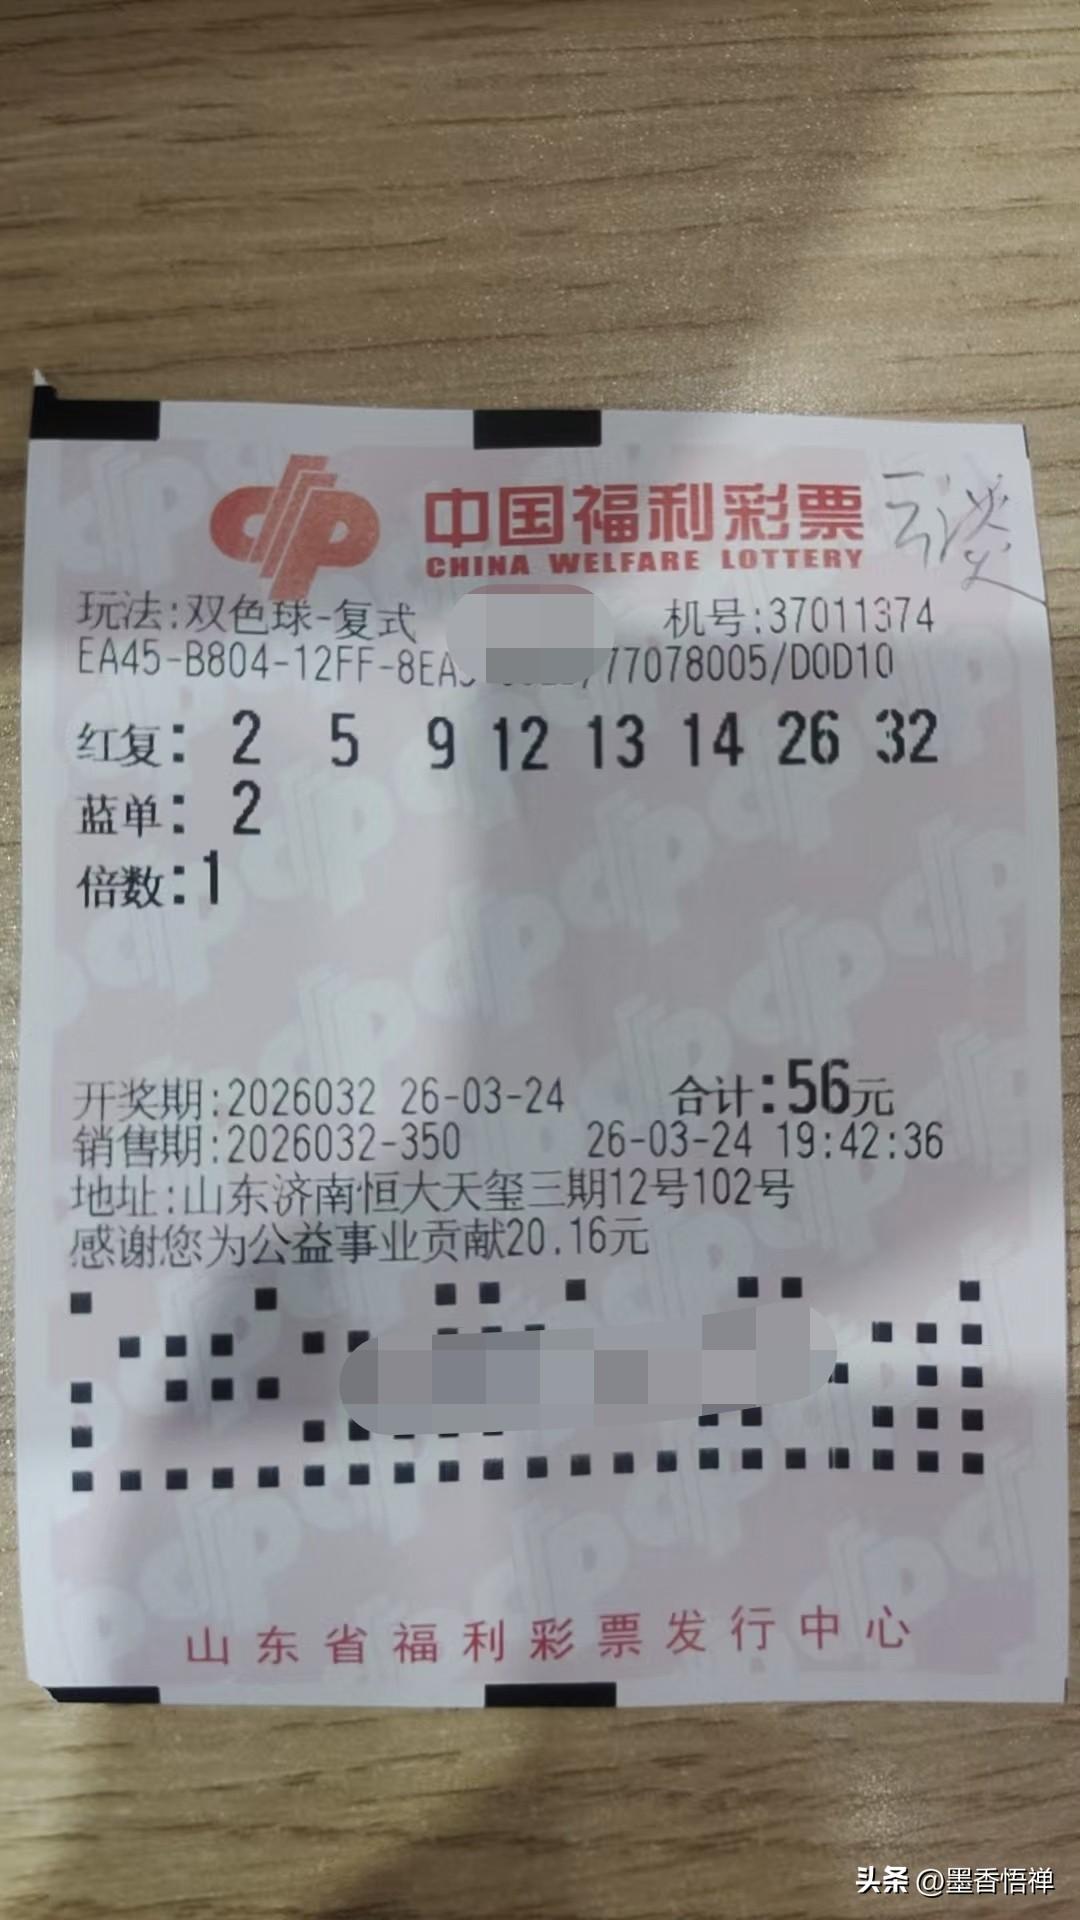 中国福利彩票
CHINA WELFARE LOTTERY
云淡
玩法:双色球-复式 机号:37011374
EA45-B804-12FF-8EA 77078005/D0D10
红复: 2 5 9 12 13 14 26 32
蓝单: 2
倍数:1
开奖期:2026032 26-03-24 合计:56元
销售期:2026032-350 26-03-24 19:42:36
地址:山东济南恒大天玺三期12号102号
感谢您为公益事业贡献20.16元
山东省福利彩票发行中心
头条 @墨香悟禅